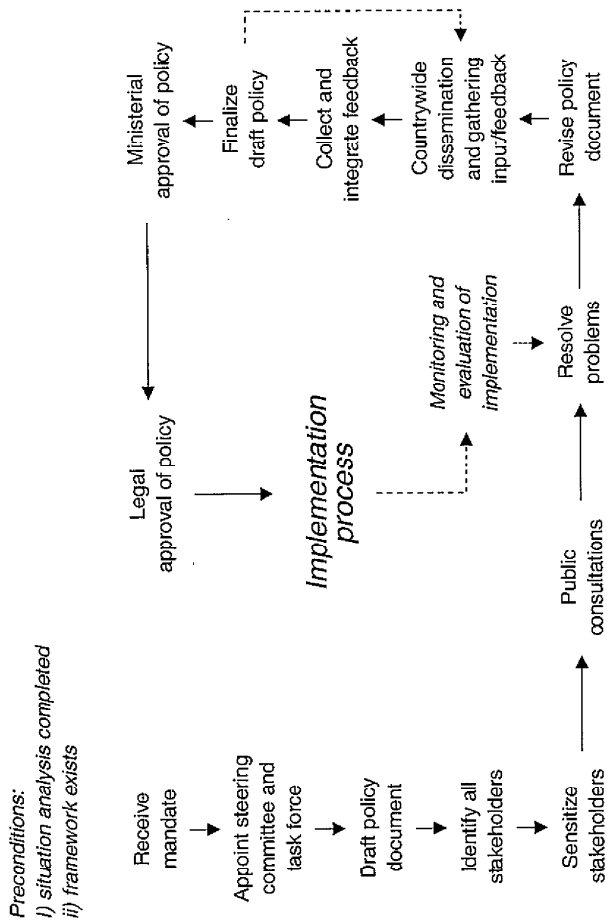 Preconditions:
i) situation analysis completed
ii) framework exists
Receive
mandate
Appoint steering
committee and
task force
Draft policy
document
Identify all
stakeholders
Sensitize
stakeholders
Public
consultations
Resolve
problems
Revise policy
document
Countrywide
dissemination
and gathering
input/feedback
Collect and
integrate feedback
Finalize
draft policy
Ministerial
approval of policy
Legal
approval of policy
Implementation
process
Monitoring and
evaluation of
implementation